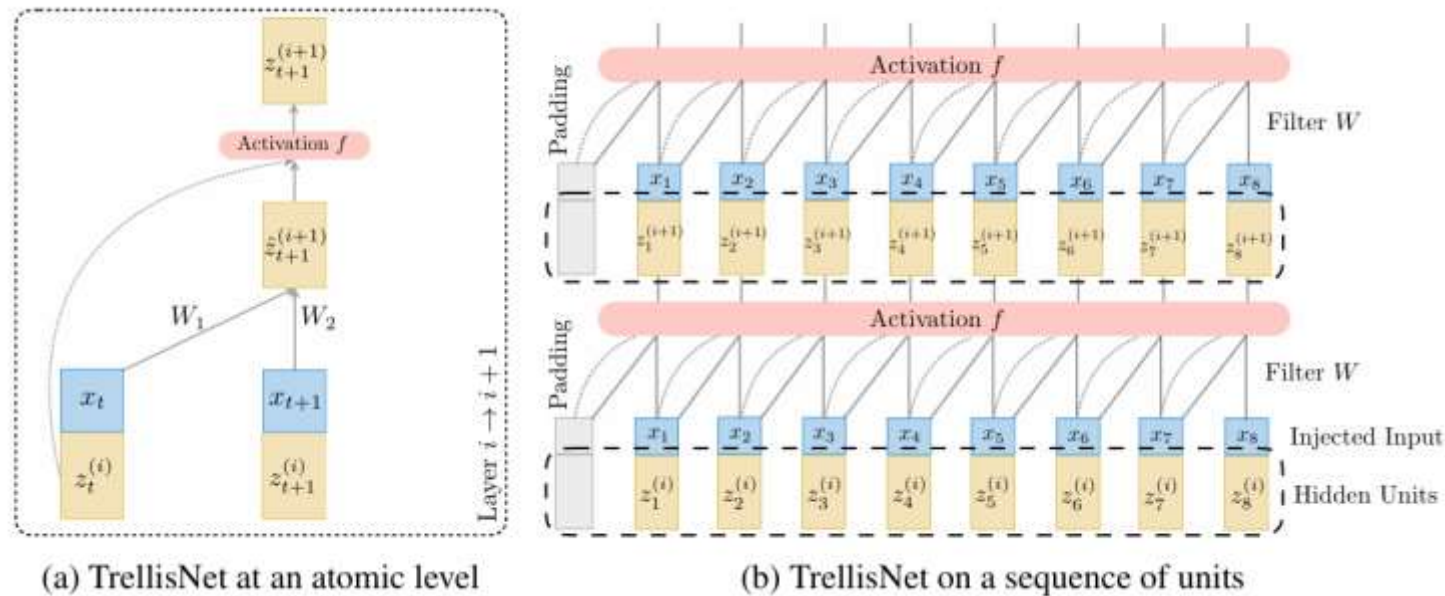 z_{t+1}^{(i+1)}
Activation f
ẑ_{t+1}^{(i+1)}
W_1
W_2
x_t
x_{t+1}
z_t^{(i)}
z_{t+1}^{(i)}
Layer i → i + 1
(a) TrellisNet at an atomic level
Padding
Activation f
Filter W
x_1 x_2 x_3 x_4 x_5 x_6 x_7 x_8
z_1^{(i+1)} z_2^{(i+1)} z_3^{(i+1)} z_4^{(i+1)} z_5^{(i+1)} z_6^{(i+1)} z_7^{(i+1)} z_8^{(i+1)}
Padding
Activation f
Filter W
x_1 x_2 x_3 x_4 x_5 x_6 x_7 x_8 Injected Input
z_1^{(i)} z_2^{(i)} z_3^{(i)} z_4^{(i)} z_5^{(i)} z_6^{(i)} z_7^{(i)} z_8^{(i)} Hidden Units
(b) TrellisNet on a sequence of units